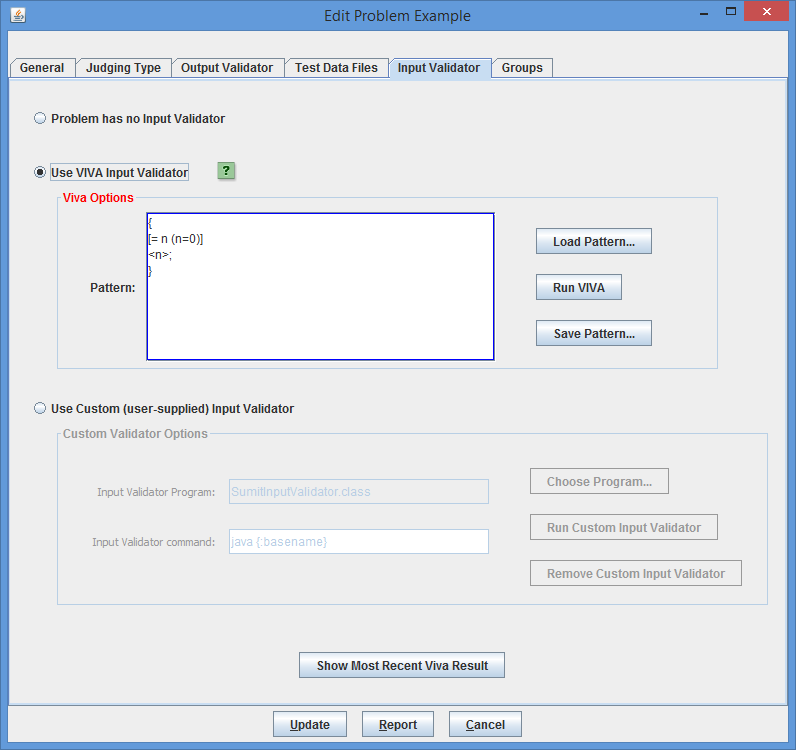 Edit Problem Example
General Judging Type Output Validator Test Data Files Input Validator Groups
Problem has no Input Validator
Use VIVA Input Validator ?
Viva Options
Pattern:
{
[= n (n=0)]
<n>;
}
Load Pattern...
Run VIVA
Save Pattern...
Use Custom (user-supplied) Input Validator
Custom Validator Options
Input Validator Program: SumitInputValidator.class Choose Program...
Input Validator command: java {:basename} Run Custom Input Validator
Remove Custom Input Validator
Show Most Recent Viva Result
Update Report Cancel